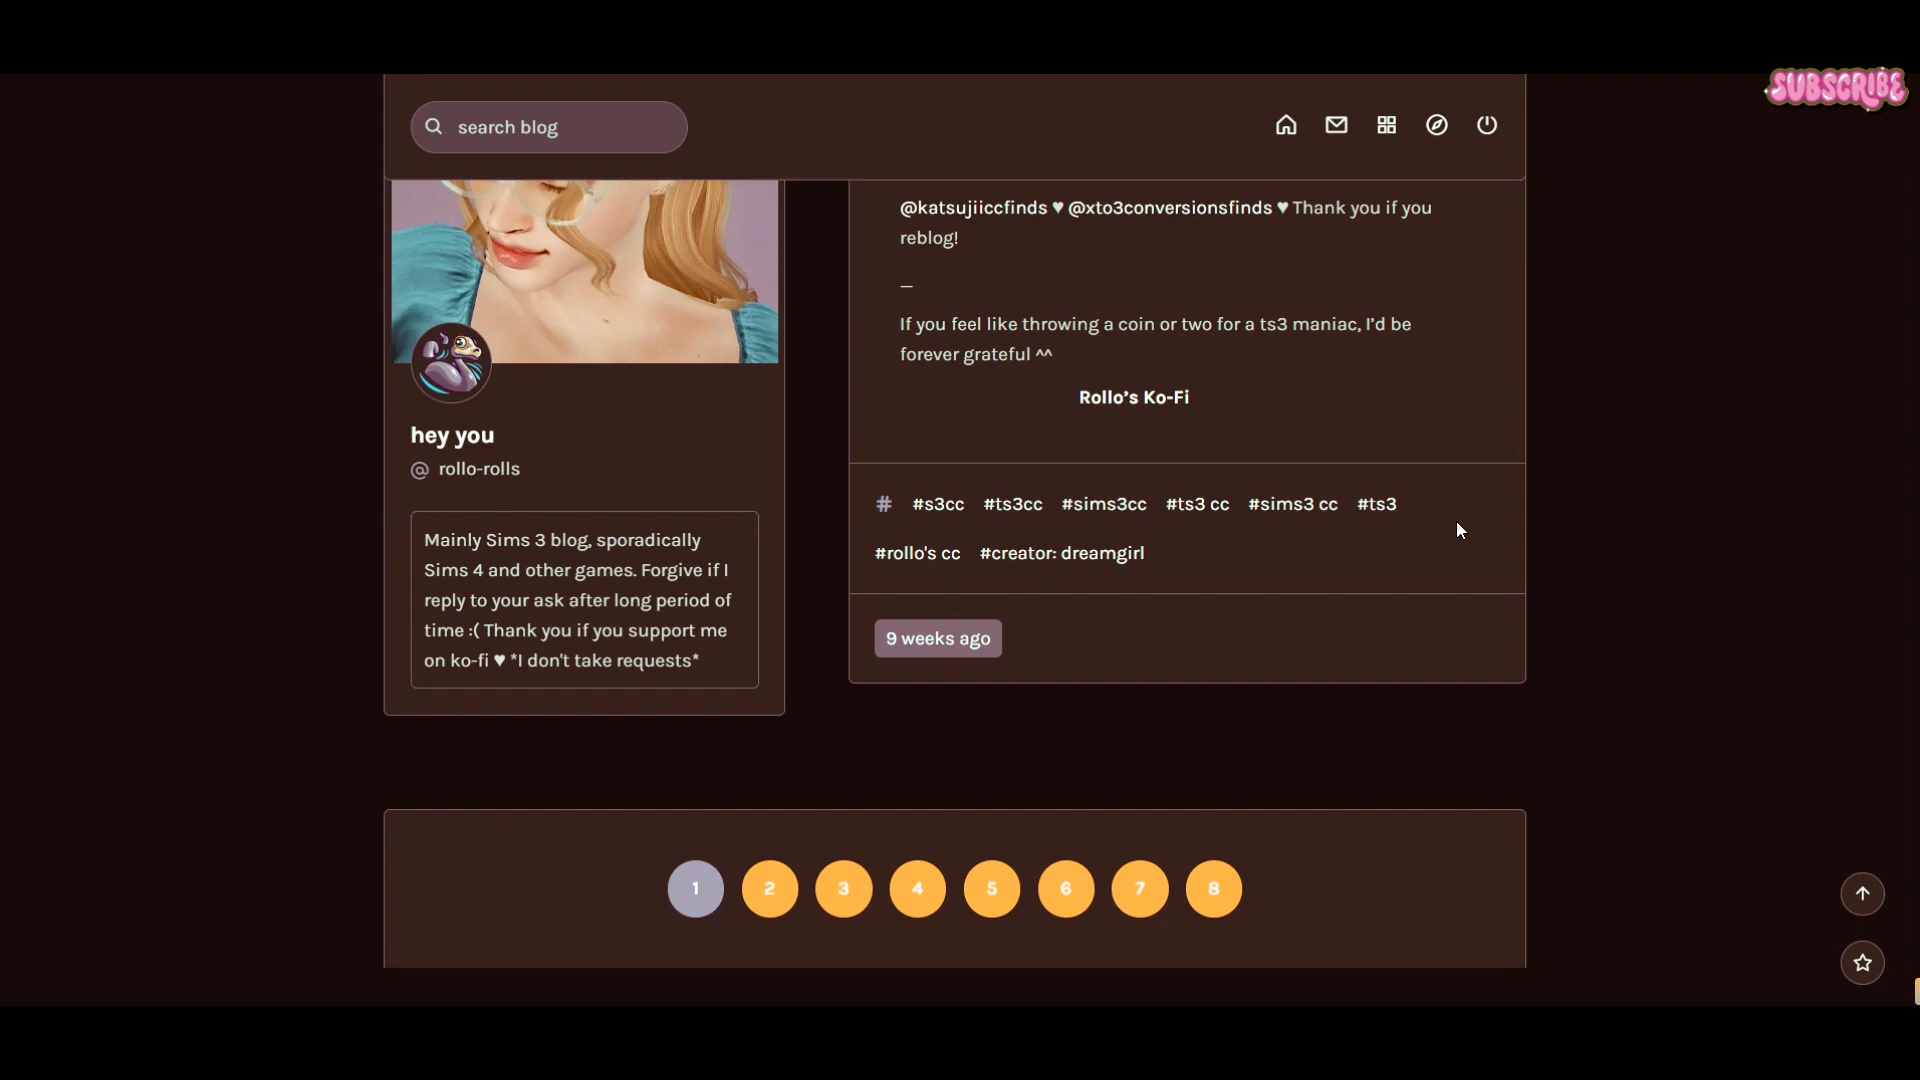 SUBSCRIBE
search blog
@katsujiiccfinds ♥ @xto3conversionsfinds ♥ Thank you if you
reblog!
—
If you feel like throwing a coin or two for a ts3 maniac, I'd be
forever grateful ^^
Rollo's Ko-Fi
hey you
@ rollo-rolls
Mainly Sims 3 blog, sporadically
Sims 4 and other games. Forgive if I
reply to your ask after long period of
time :( Thank you if you support me
on ko-fi ♥ *I don't take requests*
# #s3cc #ts3cc #sims3cc #ts3 cc #sims3 cc #ts3
#rollo's cc #creator: dreamgirl
9 weeks ago
1 2 3 4 5 6 7 8